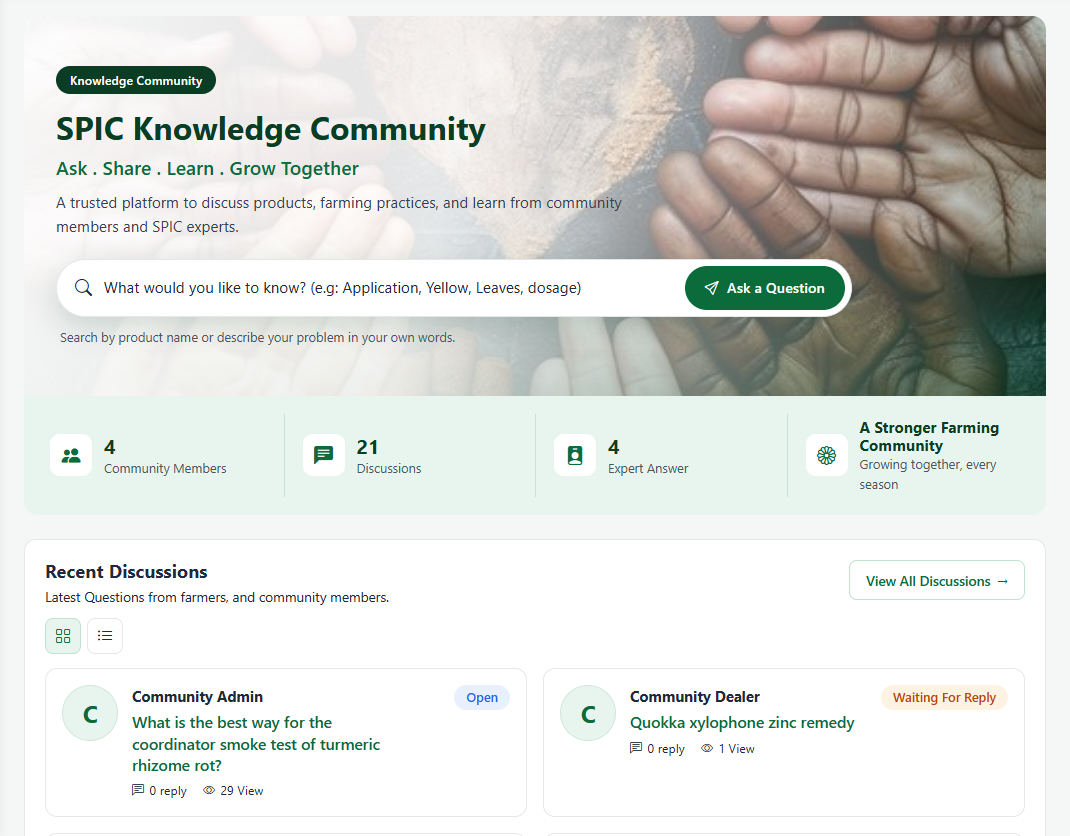 Knowledge Community
SPIC Knowledge Community
Ask . Share . Learn . Grow Together
A trusted platform to discuss products, farming practices, and learn from community
members and SPIC experts.
What would you like to know? (e.g: Application, Yellow, Leaves, dosage)
Ask a Question
Search by product name or describe your problem in your own words.
4
Community Members
21
Discussions
4
Expert Answer
A Stronger Farming
Community
Growing together, every
season
Recent Discussions
Latest Questions from farmers, and community members.
View All Discussions →
C
Community Admin
Open
What is the best way for the
coordinator smoke test of turmeric
rhizome rot?
0 reply
29 View
C
Community Dealer
Waiting For Reply
Quokka xylophone zinc remedy
0 reply
1 View